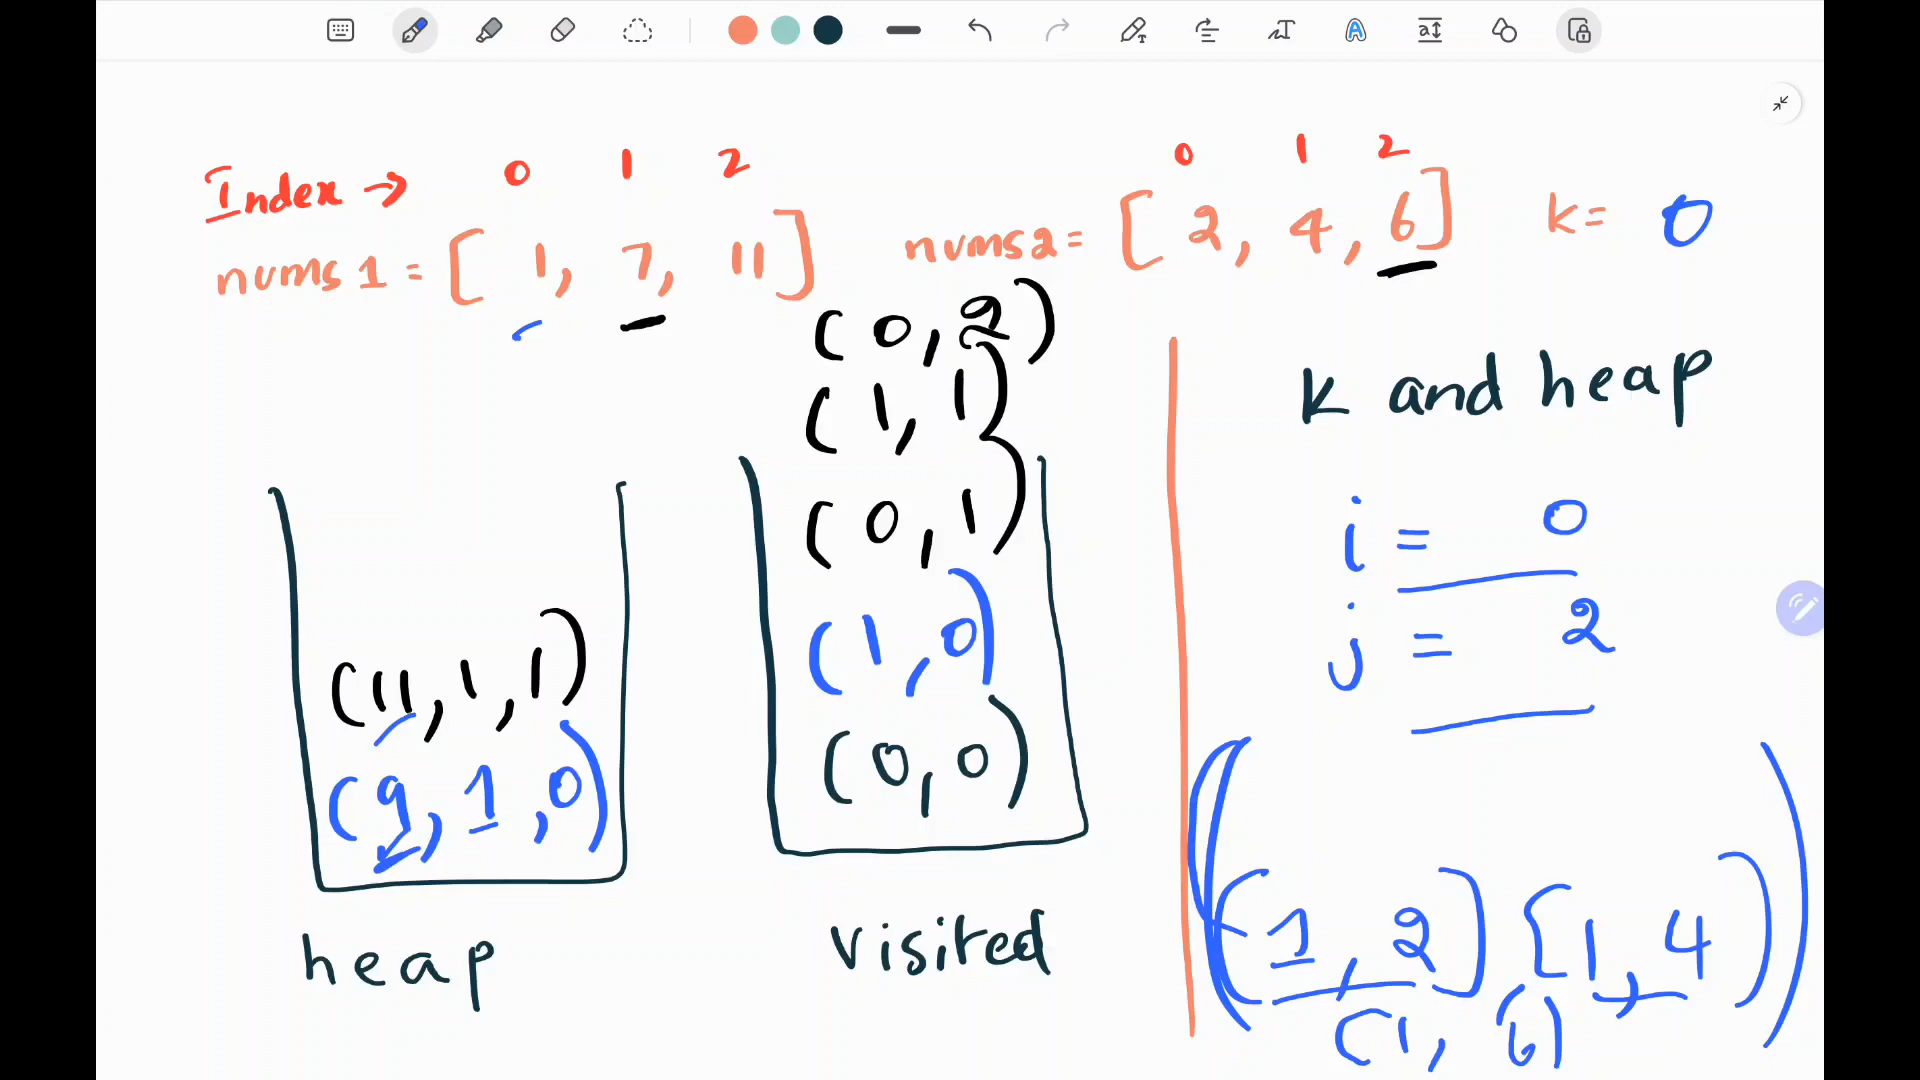 0 1 2
Index → 0 1 2
nums2 = [ 2, 4, 6 ] k = 0
nums1 = [ 1, 7, 11 ]
(0, 2)
k and heap
(1, 1)
(0, 1)
i = 0
(1, 0)
j = 2
(11, 1, 1)
(0, 0)
(9, 1, 0)
([1, 2] [1, 4])
heap
visited
(1, 6)